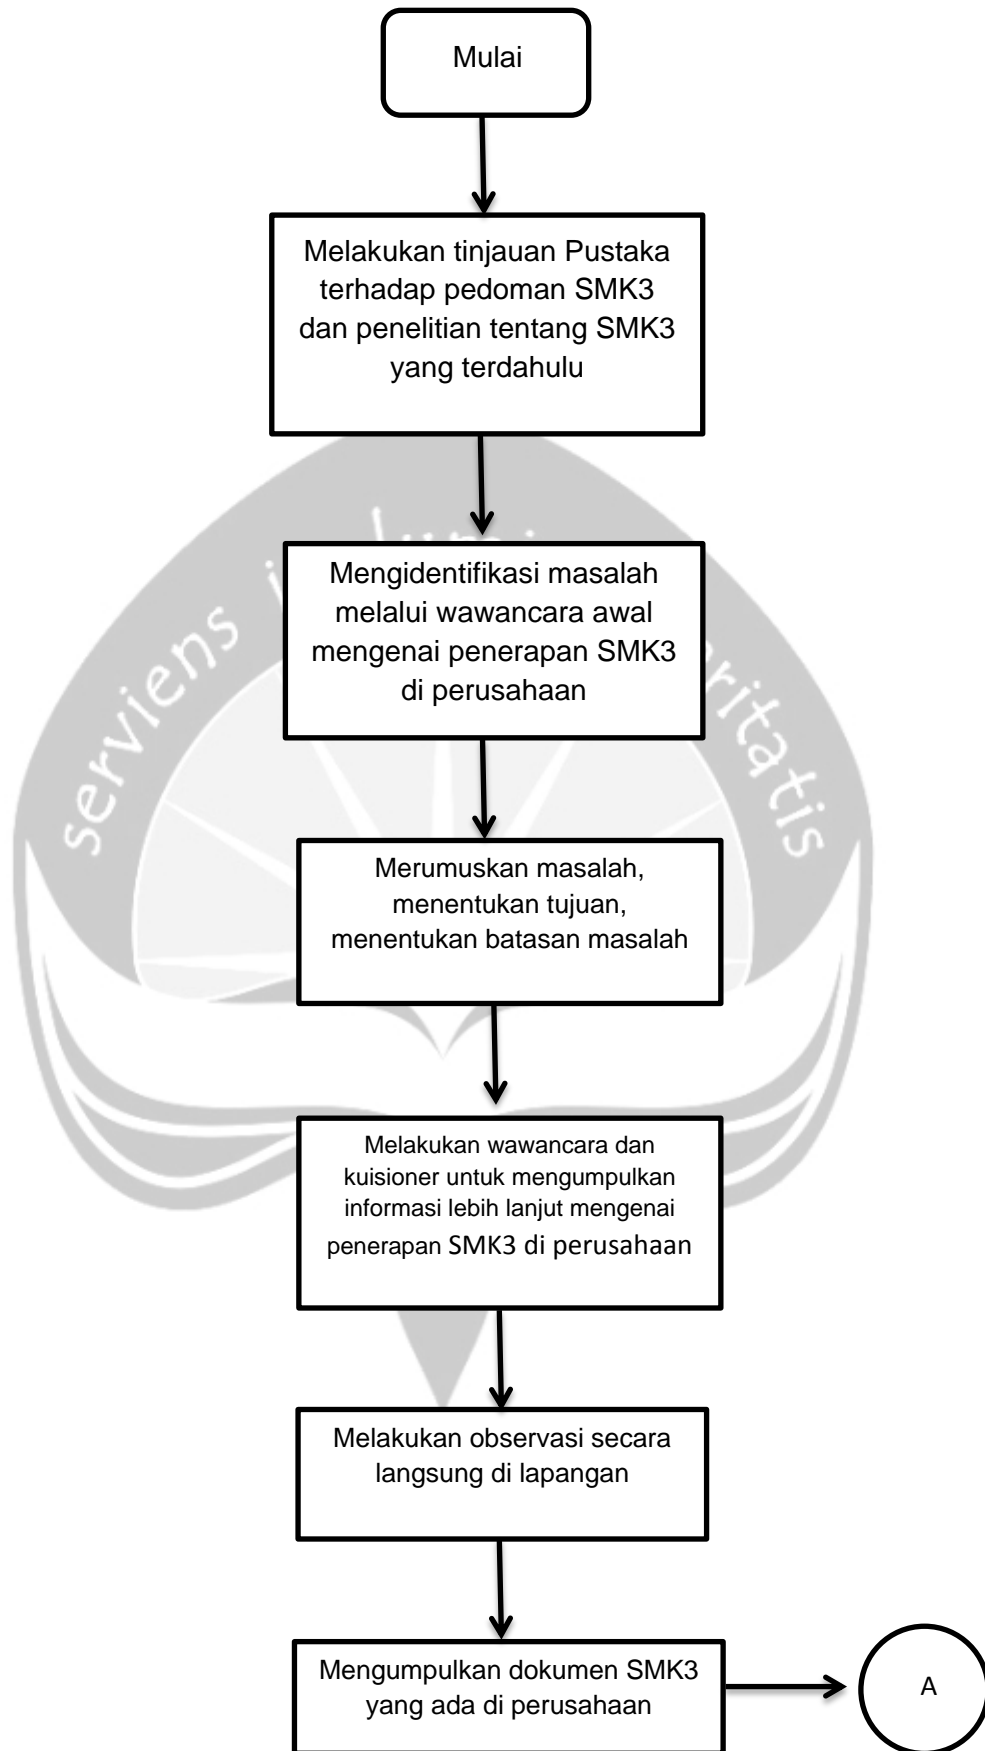 Mulai
Melakukan tinjauan Pustaka
terhadap pedoman SMK3
dan penelitian tentang SMK3
yang terdahulu
Mengidentifikasi masalah
melalui wawancara awal
mengenai penerapan SMK3
di perusahaan
serviens
ritatis
Merumuskan masalah,
menentukan tujuan,
menentukan batasan masalah
Melakukan wawancara dan
kuisioner untuk mengumpulkan
informasi lebih lanjut mengenai
penerapan SMK3 di perusahaan
Melakukan observasi secara
langsung di lapangan
Mengumpulkan dokumen SMK3
yang ada di perusahaan
A